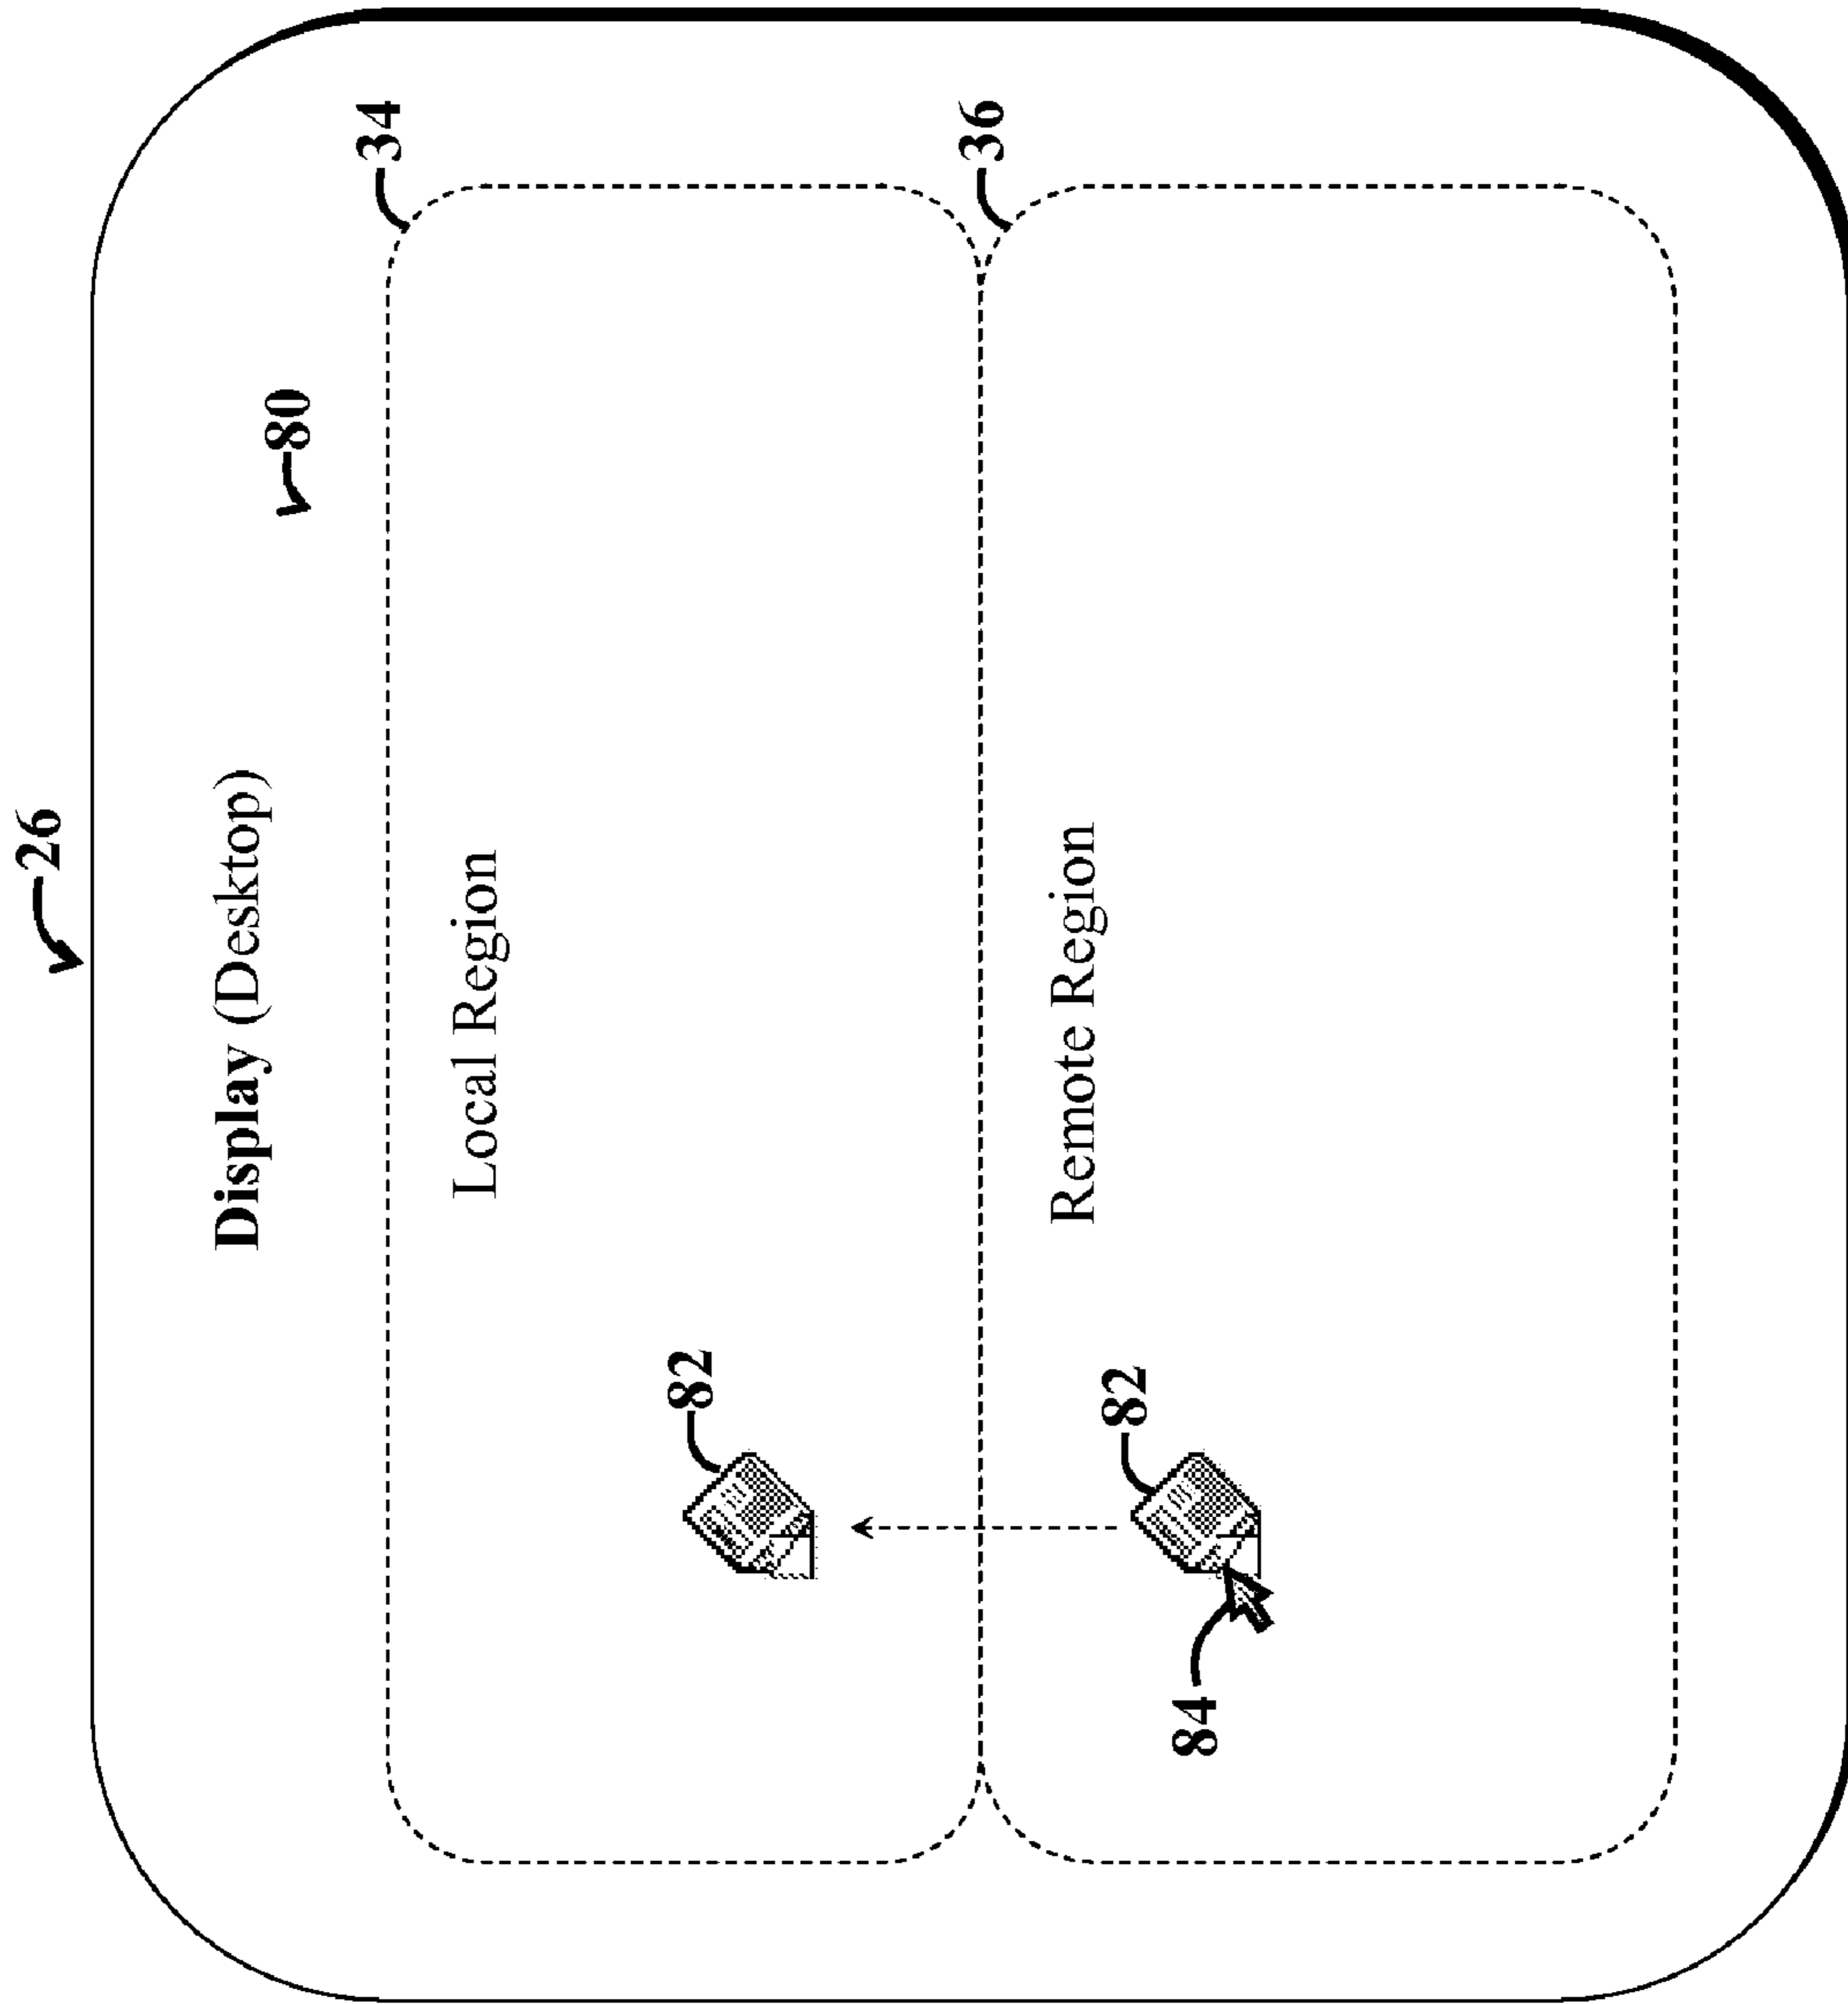 26
Display (Desktop)
80
34
Local Region
82
36
Remote Region
82
84